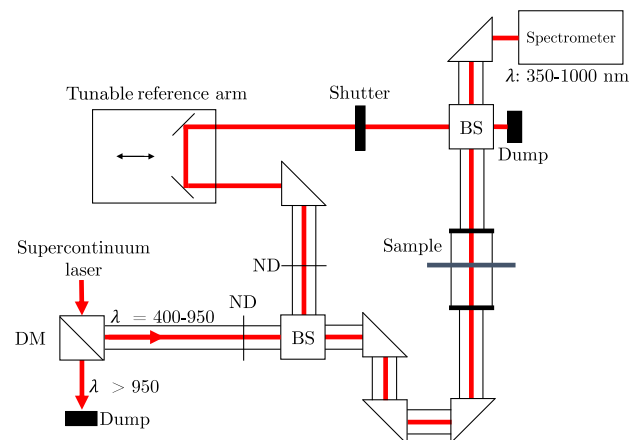 Spectrometer
λ: 350-1000 nm
Tunable reference arm
Shutter
BS
Dump
Sample
ND
Supercontinuum
laser
ND
λ = 400-950
DM
BS
λ > 950
Dump